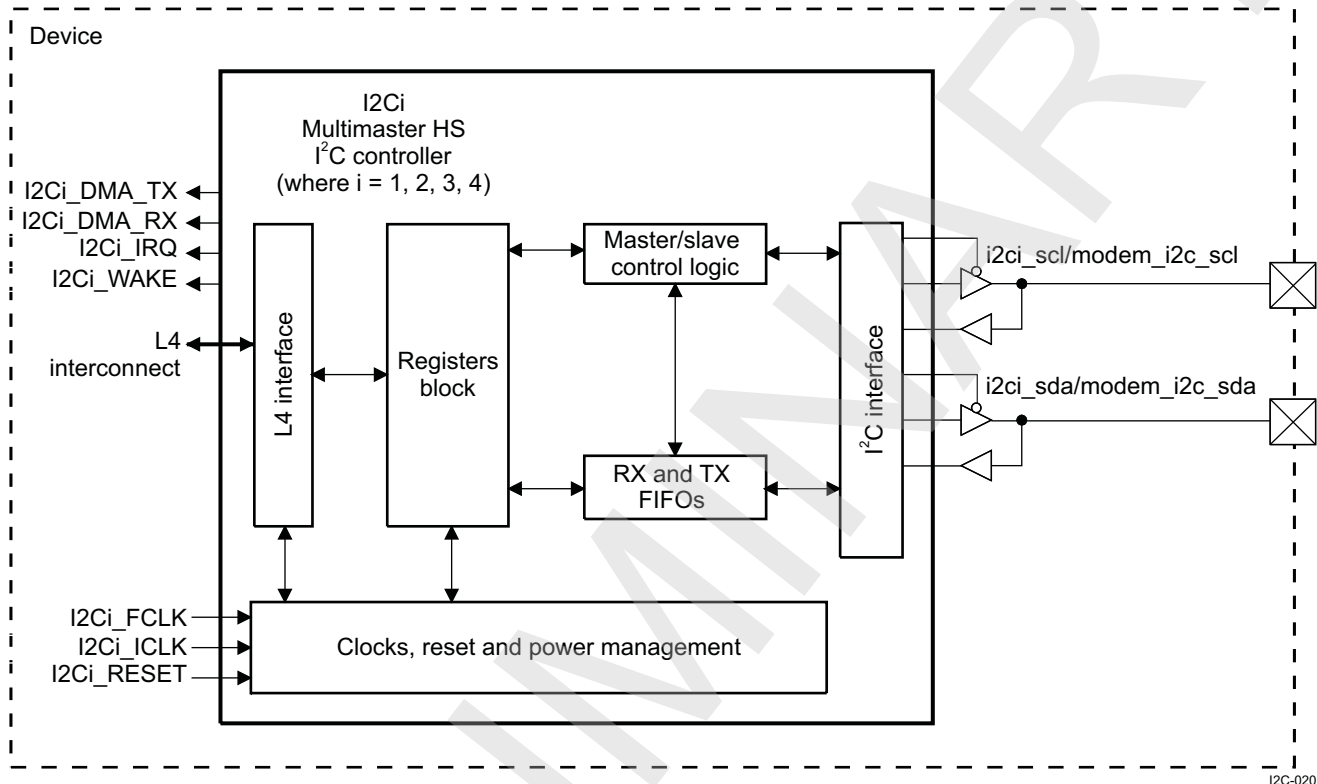 Device
I2Ci
Multimaster HS
I²C controller
(where i = 1, 2, 3, 4)
I2Ci_DMA_TX
I2Ci_DMA_RX
I2Ci_IRQ
I2Ci_WAKE
L4
interconnect
L4 interface
Registers
block
Master/slave
control logic
RX and TX
FIFOs
I²C interface
i2ci_scl/modem_i2c_scl
i2ci_sda/modem_i2c_sda
I2Ci_FCLK
I2Ci_ICLK
I2Ci_RESET
Clocks, reset and power management
I2C-020
IMINAR